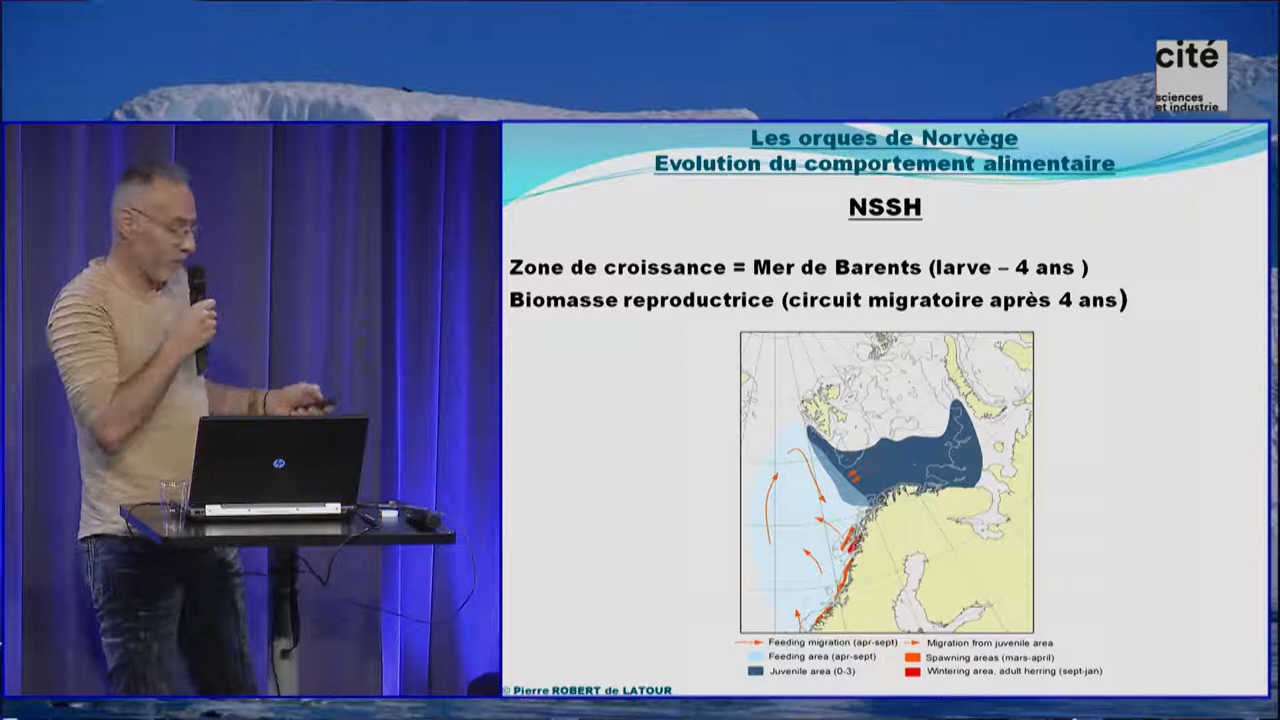 cité
sciences
et industrie
Les orques de Norvège
Evolution du comportement alimentaire
NSSH
Zone de croissance = Mer de Barents (larve – 4 ans )
Biomasse reproductrice (circuit migratoire après 4 ans)
Feeding migration (apr-sept)
Migration from juvenile area
Feeding area (apr-sept)
Spawning areas (mars-april)
Juvenile area (0-3)
Wintering area, adult herring (sept-jan)
© Pierre ROBERT de LATOUR
hp